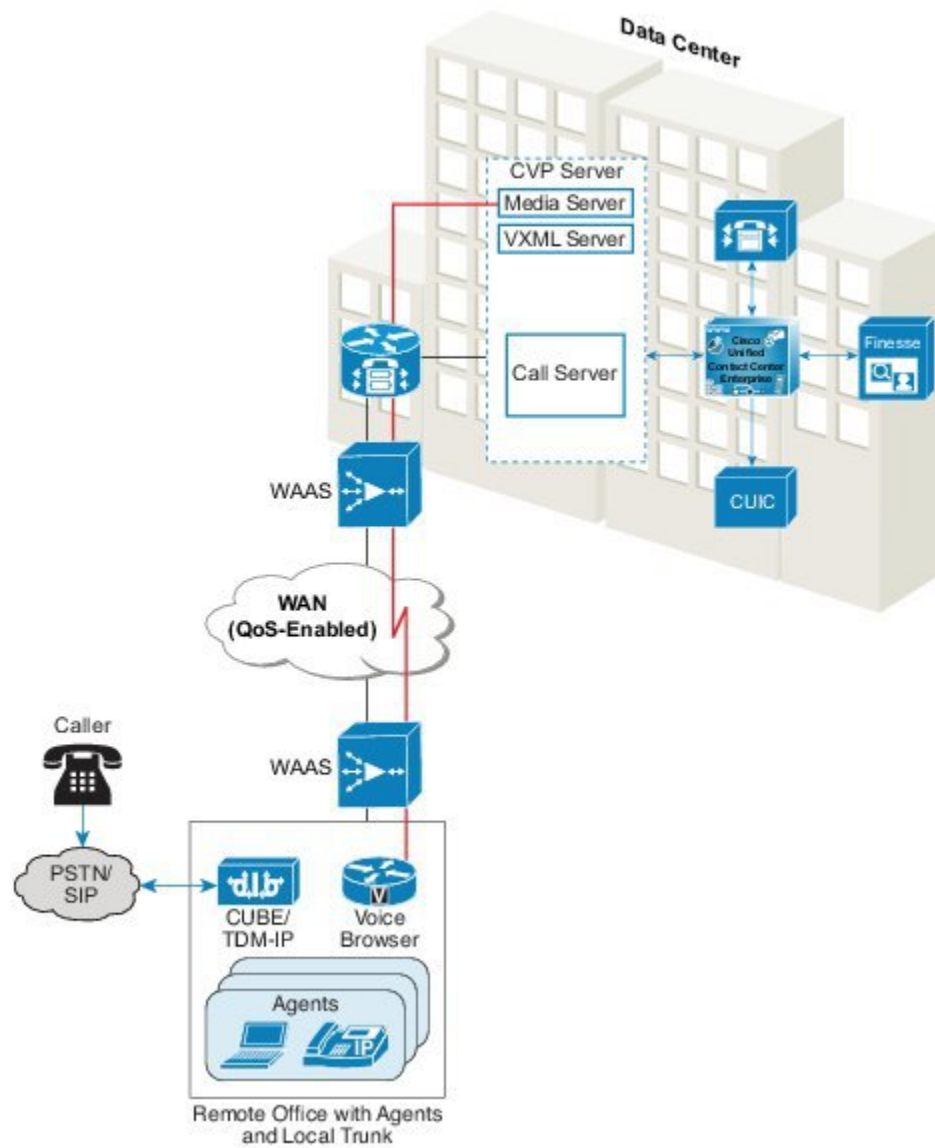 Data Center
CVP Server
Media Server
VXML Server
Call Server
Cisco
Unified
Contact Center
Enterprise
Finesse
CUIC
WAAS
WAN
(QoS-Enabled)
WAAS
Caller
PSTN/
SIP
CUBE/
TDM-IP
V
Voice
Browser
Agents
IP
Remote Office with Agents
and Local Trunk